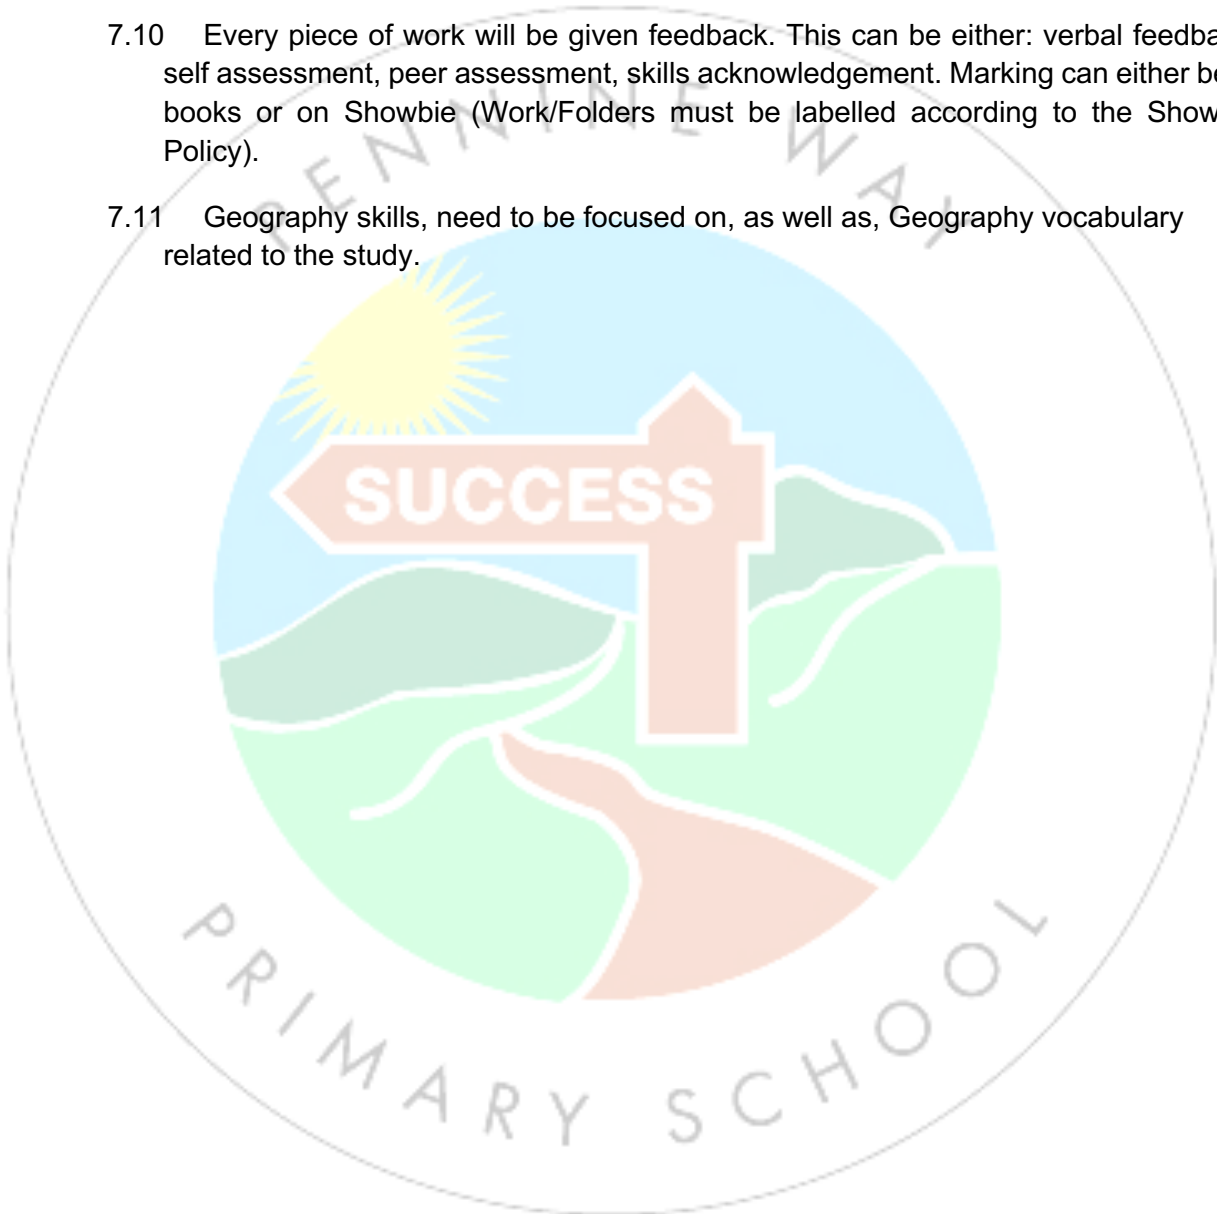 7.10 Every piece of work will be given feedback. This can be either: verbal feedba
self assessment, peer assessment, skills acknowledgement. Marking can either be
books or on Showbie (Work/Folders must be labelled according to the Show
Policy).
7.11 Geography skills, need to be focused on, as well as, Geography vocabulary
related to the study.
PENNINE WAY
SUCCESS
PRIMARY SCHOOL